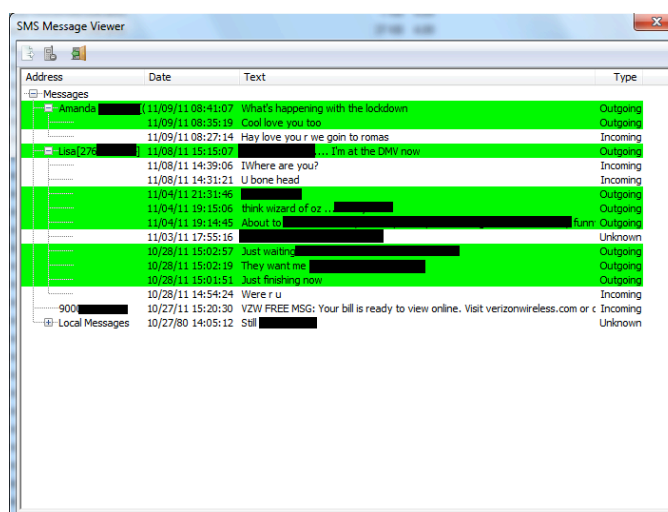 SMS Message Viewer
Address Date Text Type
Messages
Amanda ( 11/09/11 08:41:07 What's happening with the lockdown Outgoing
11/09/11 08:35:19 Cool love you too Outgoing
11/09/11 08:27:14 Hay love you r we goin to romas Incoming
Lisa[276 ] 11/08/11 15:15:07 .... I'm at the DMV now Outgoing
11/08/11 14:39:06 IWhere are you? Incoming
11/08/11 14:31:21 U bone head Incoming
11/04/11 21:31:46 Outgoing
11/04/11 19:15:06 think wizard of oz ... Outgoing
11/04/11 19:14:45 About to funn Outgoing
11/03/11 17:55:16 Unknown
10/28/11 15:02:57 Just waiting Outgoing
10/28/11 15:02:19 They want me Outgoing
10/28/11 15:01:51 Just finishing now Outgoing
10/28/11 14:54:24 Were r u Incoming
900 10/27/11 15:20:30 VZW FREE MSG: Your bill is ready to view online. Visit verizonwireless.com or c Incoming
Local Messages 10/27/80 14:05:12 Still Unknown